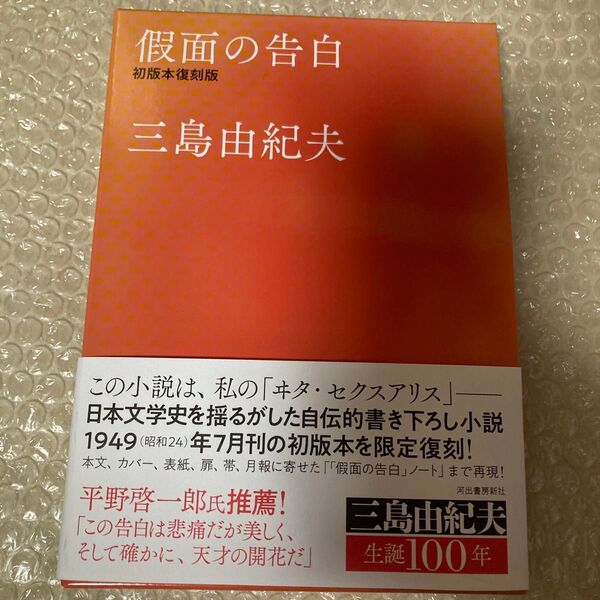 假面の告白
初版本復刻版
三島由紀夫
この小説は、私の「ヰタ・セクスアリス」――
日本文学史を揺るがした自伝的書き下ろし小説
1949（昭和24）年7月刊の初版本を限定復刻！
本文、カバー、表紙、扉、帯、月報に寄せた「「假面の告白」ノート」まで再現！
河出書房新社
平野啓一郎氏推薦！
「この告白は悲痛だが美しく、
そして確かに、天才の開花だ」
三島由紀夫
生誕100年